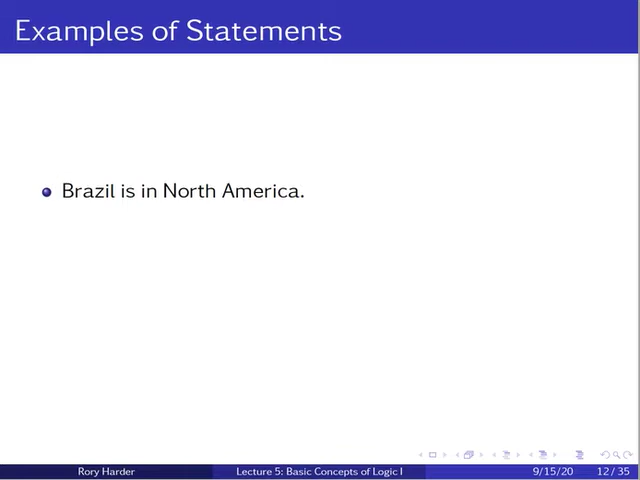 Examples of Statements
Brazil is in North America.
Rory Harder
Lecture 5: Basic Concepts of Logic I
9/15/20
12 / 35